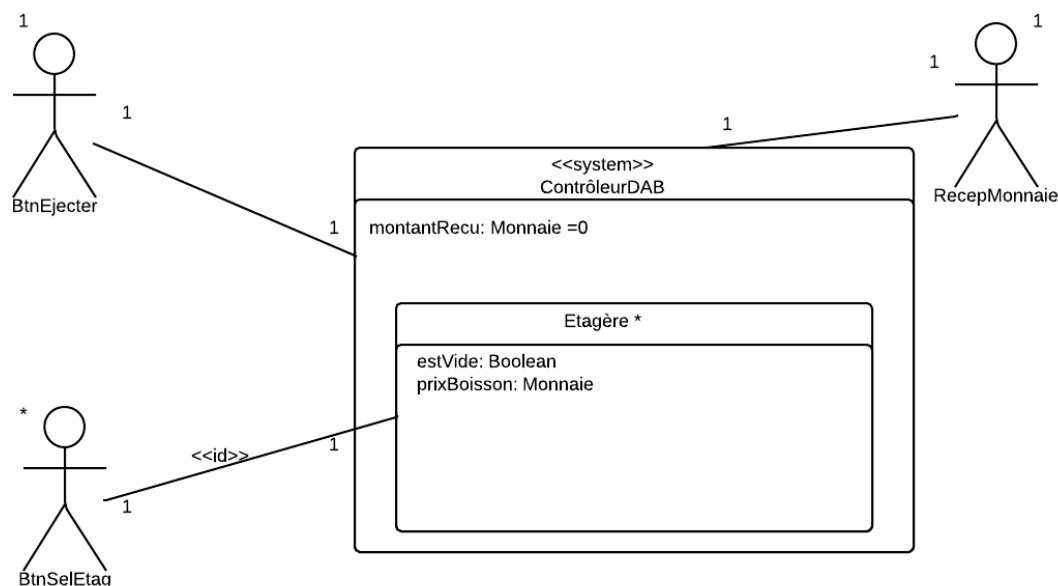 1
1
1
1
1
<<system>>
ContrôleurDAB
BtnEjecter
RecepMonnaie
1
montantRecu: Monnaie =0
Etagère *
estVide: Boolean
prixBoisson: Monnaie
*
<<id>>
1
1
BtnSelEtag